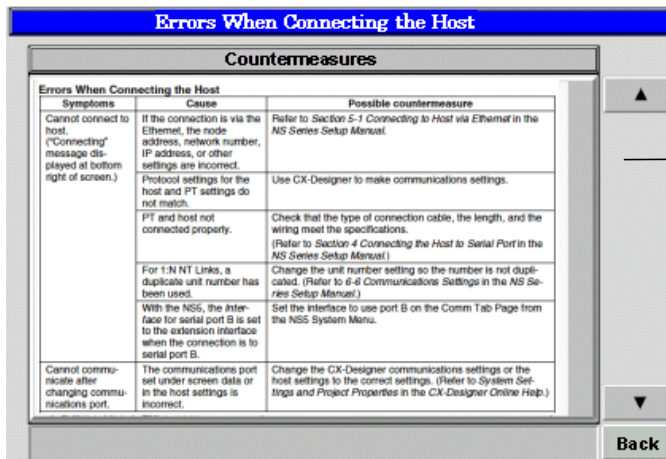 Errors When Connecting the Host
Countermeasures
Errors When Connecting the Host
Symptoms
Cause
Possible countermeasure
Cannot connect to
host.
("Connecting"
message dis-
played at bottom
right of screen.)
If the connection is via the
Ethernet, the node
address, network number,
IP address, or other
settings are incorrect.
Refer to Section 5-1 Connecting to Host via Ethernet in the
NS Series Setup Manual.
Protocol settings for the
host and PT settings do
not match.
Use CX-Designer to make communications settings.
PT and host not
connected properly.
Check that the type of connection cable, the length, and the
wiring meet the specifications.
(Refer to Section 4 Connecting the Host to Serial Port in the
NS Series Setup Manual.)
For 1:N NT Links, a
duplicate unit number has
been used.
Change the unit number setting so the number is not dupli-
cated. (Refer to 6-6 Communications Settings in the NS Se-
ries Setup Manual.)
With the NS5, the Inter-
face for serial port B is set
to the extension interface
when the connection is to
serial port B.
Set the interface to use port B on the Comm Tab Page from
the NS5 System Menu.
Cannot commu-
nicate after
changing commu-
nications port.
The communications port
set under screen data or
in the host settings is
incorrect.
Change the CX-Designer communications settings or the
host settings to the correct settings. (Refer to System Set-
tings and Project Properties in the CX-Designer Online Help.)
Back